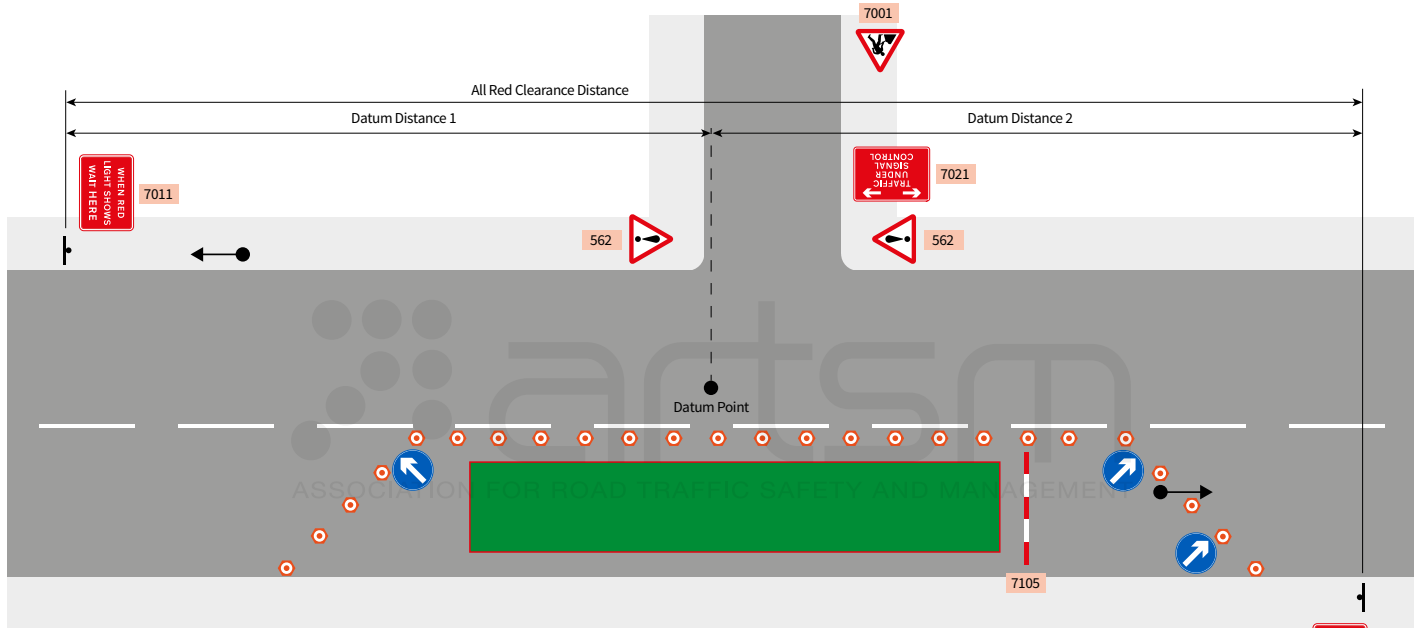 7001
All Red Clearance Distance
Datum Distance 1
Datum Distance 2
WHEN RED
LIGHT SHOWS
WAIT HERE
7011
TRAFFIC
UNDER
SIGNAL
CONTROL
7021
562
562
artsm
Datum Point
ASSOCIATION FOR ROAD TRAFFIC SAFETY AND MANAGEMENT
7105